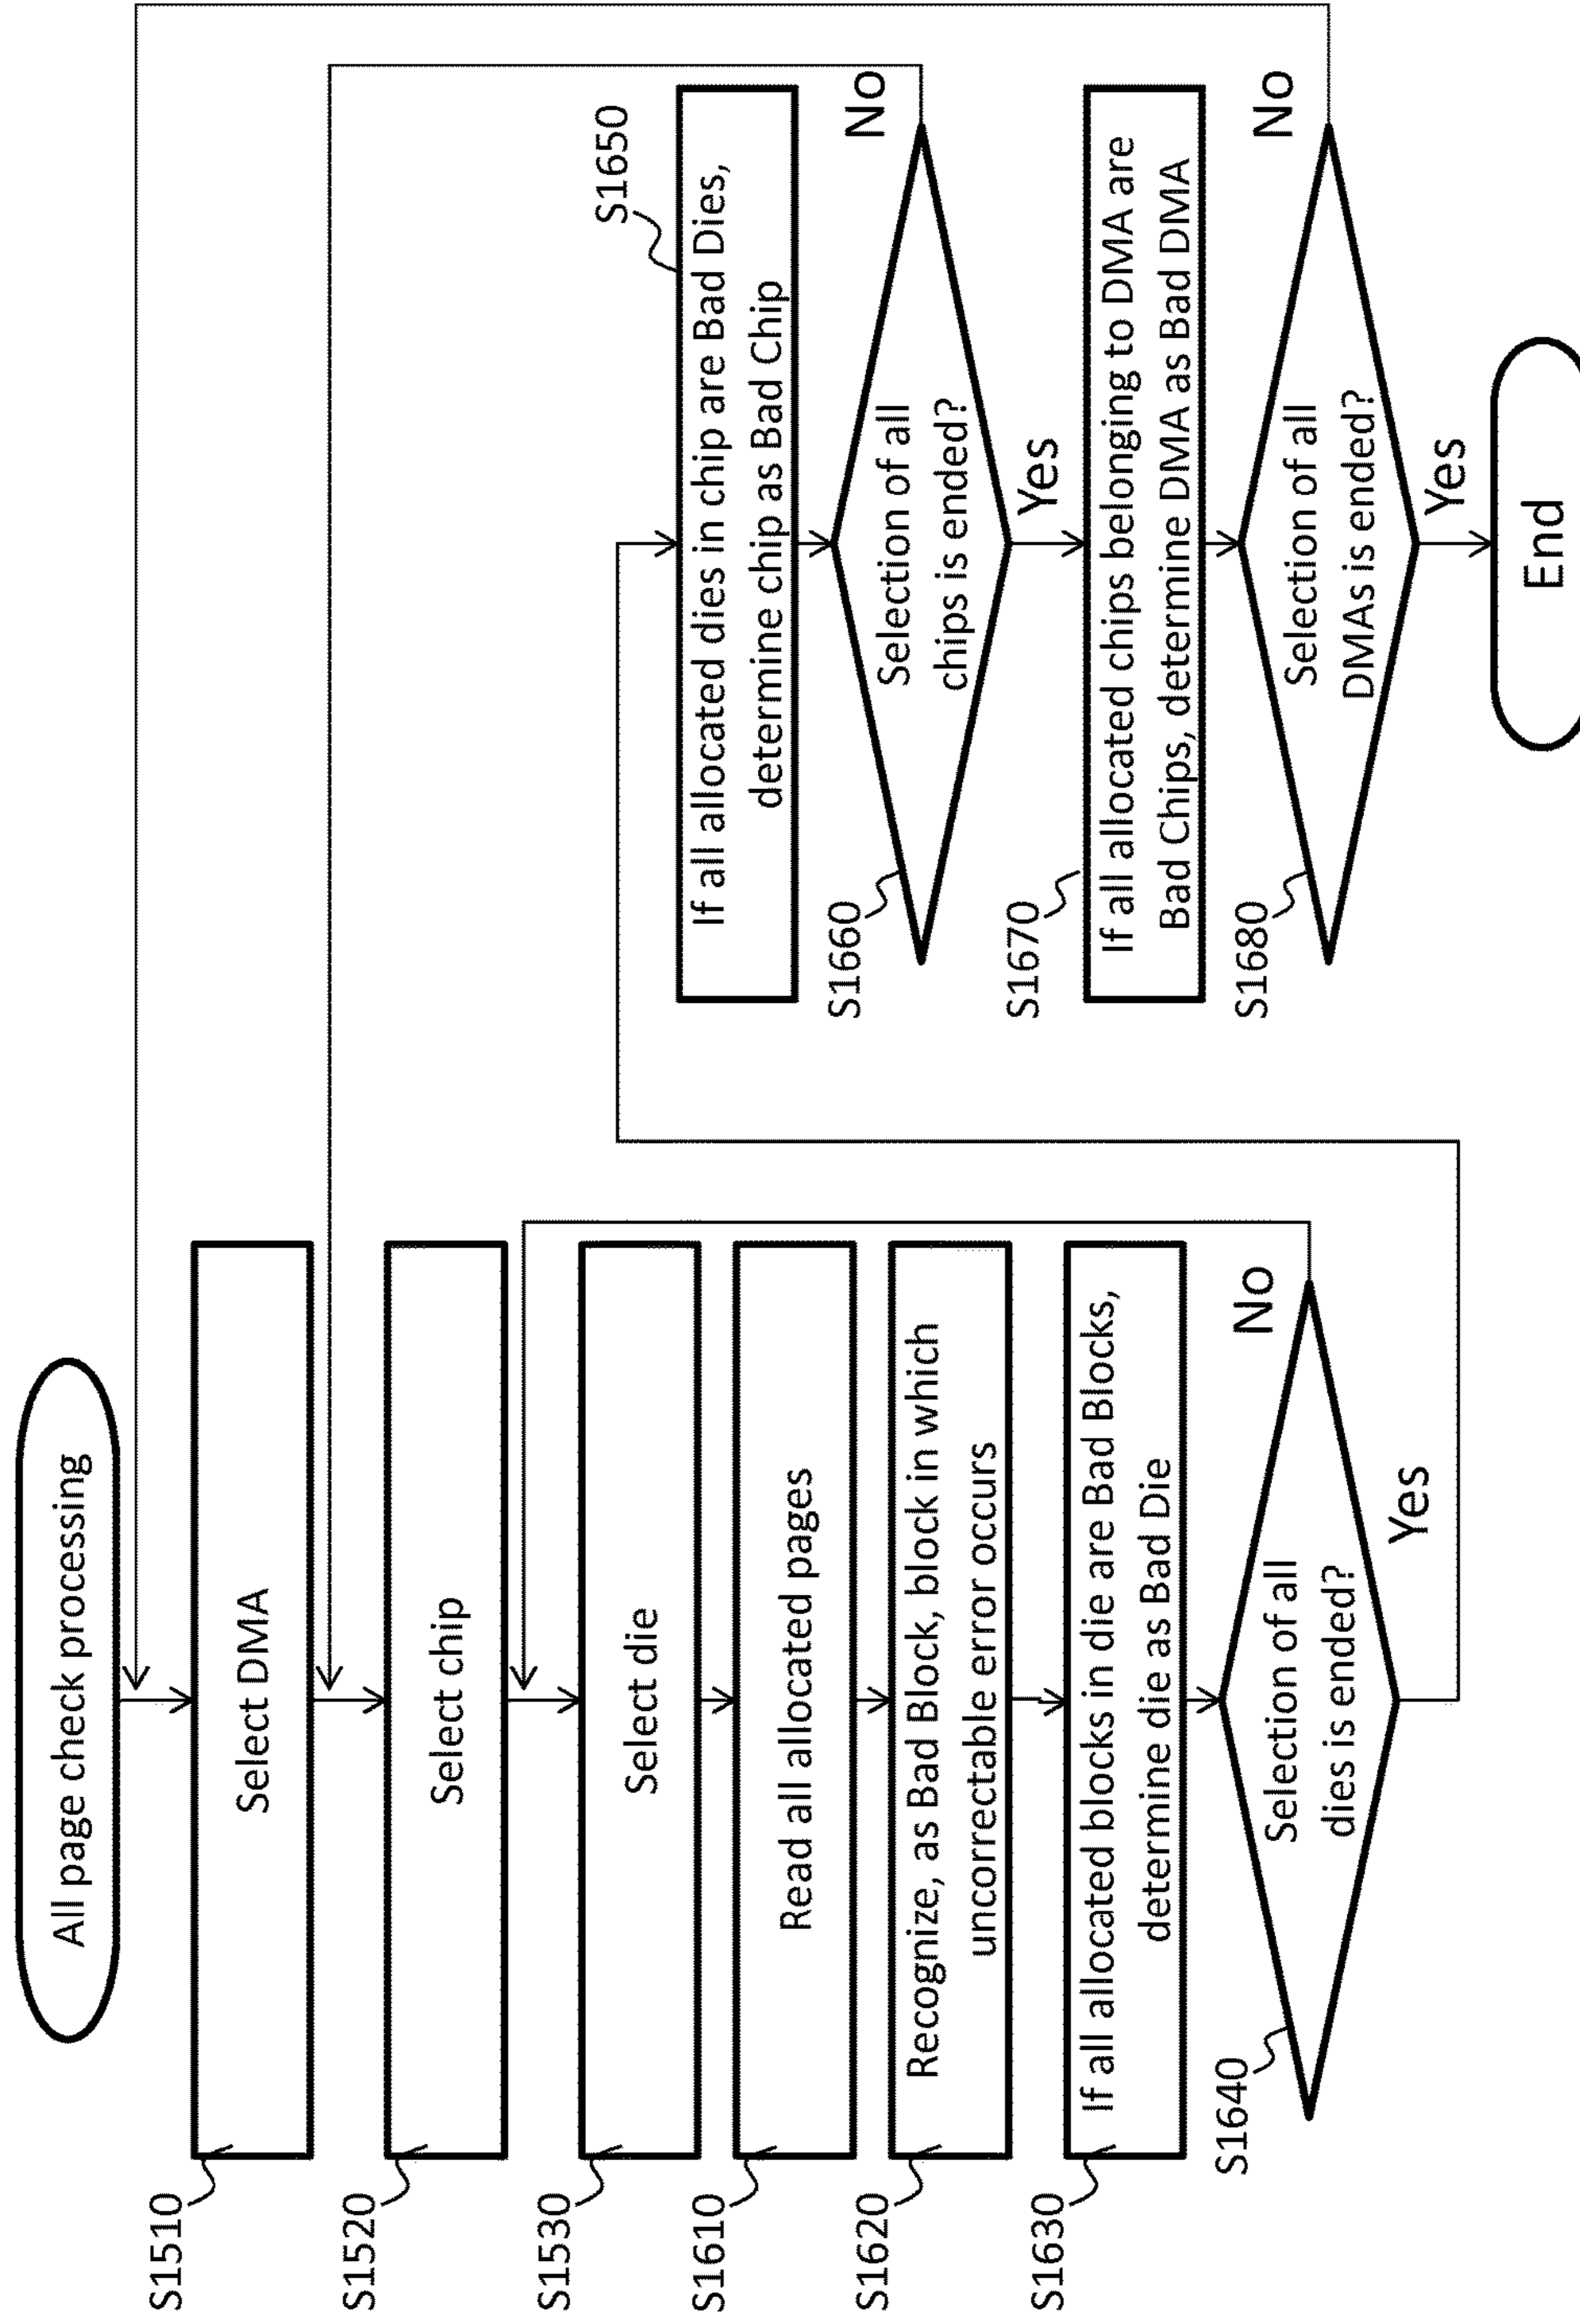 All page check processing
S1510
Select DMA
S1520
Select chip
S1530
Select die
S1610
Read all allocated pages
S1620
Recognize, as Bad Block, block in which
uncorrectable error occurs
S1630
If all allocated blocks in die are Bad Blocks,
determine die as Bad Die
S1640
Selection of all
dies is ended?
No
Yes
S1650
If all allocated dies in chip are Bad Dies,
determine chip as Bad Chip
S1660
Selection of all
chips is ended?
No
Yes
S1670
If all allocated chips belonging to DMA are
Bad Chips, determine DMA as Bad DMA
S1680
Selection of all
DMAs is ended?
No
Yes
End